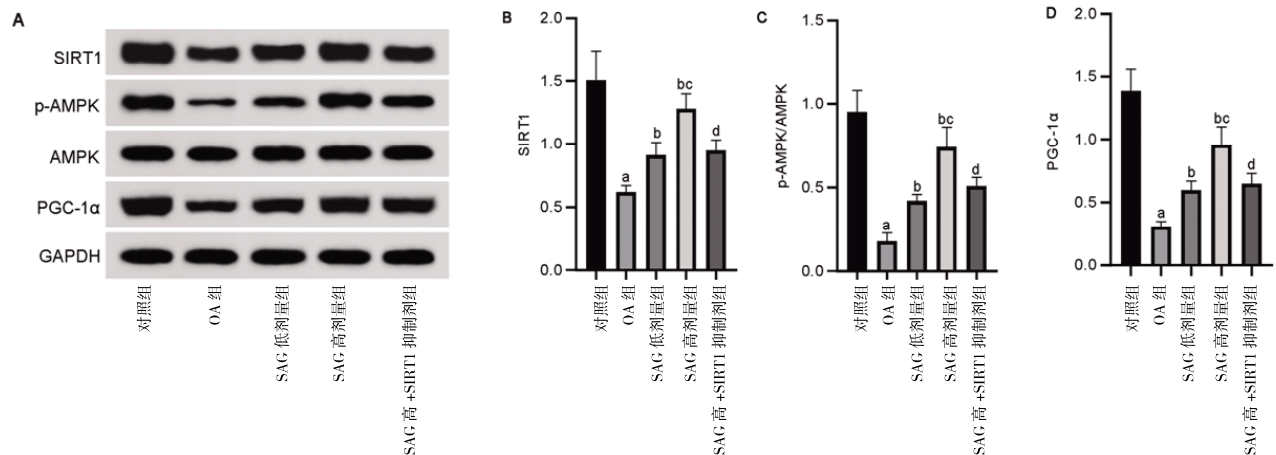 A
SIRT1
p-AMPK
AMPK
PGC-1α
GAPDH
对照组
OA 组
SAG 低剂量组
SAG 高剂量组
SAG 高 +SIRT1 抑制剂组
B
SIRT1
2.0
1.5
1.0
0.5
0.0
a
b
bc
d
对照组
OA 组
SAG 低剂量组
SAG 高剂量组
SAG 高 +SIRT1 抑制剂组
C
p-AMPK/AMPK
1.5
1.0
0.5
0.0
a
b
bc
d
对照组
OA 组
SAG 低剂量组
SAG 高剂量组
SAG 高 +SIRT1 抑制剂组
D
PGC-1α
2.0
1.5
1.0
0.5
0.0
a
b
bc
d
对照组
OA 组
SAG 低剂量组
SAG 高剂量组
SAG 高 +SIRT1 抑制剂组